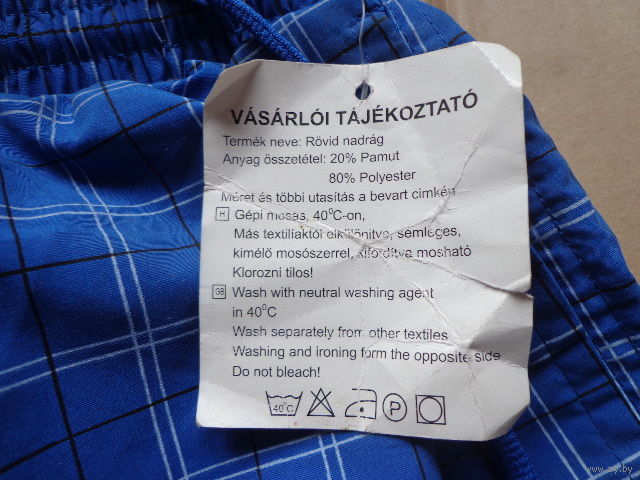 VÁSÁRLÓI TÁJÉKOZTATÓ
Termék neve: Rövid nadrág
Anyag összetétel: 20% Pamut
80% Polyester
Méret és többi utasítás a bevart cimkén
H Gépi mosás, 40°C-on,
Más textiliáktól elkülönítve, semleges,
kimélő mosószerrel, kifordítva mosható
Klorozni tilos!
GB Wash with neutral washing agent
in 40°C
Wash separately from other textiles
Washing and ironing form the opposite side
Do not bleach!
40°C P